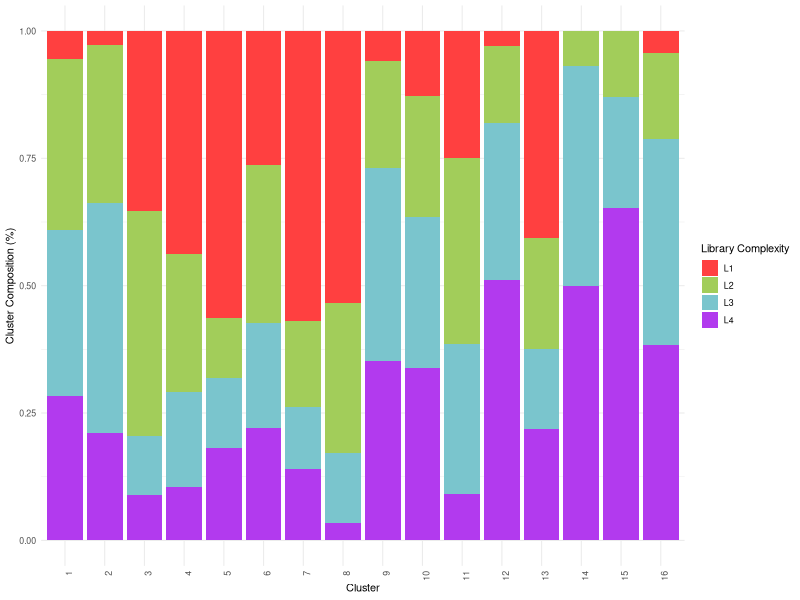 1.00
0.75
0.50
0.25
0.00
Cluster Composition (%)
1 2 3 4 5 6 7 8 9 10 11 12 13 14 15 16
Cluster
Library Complexity
L1
L2
L3
L4